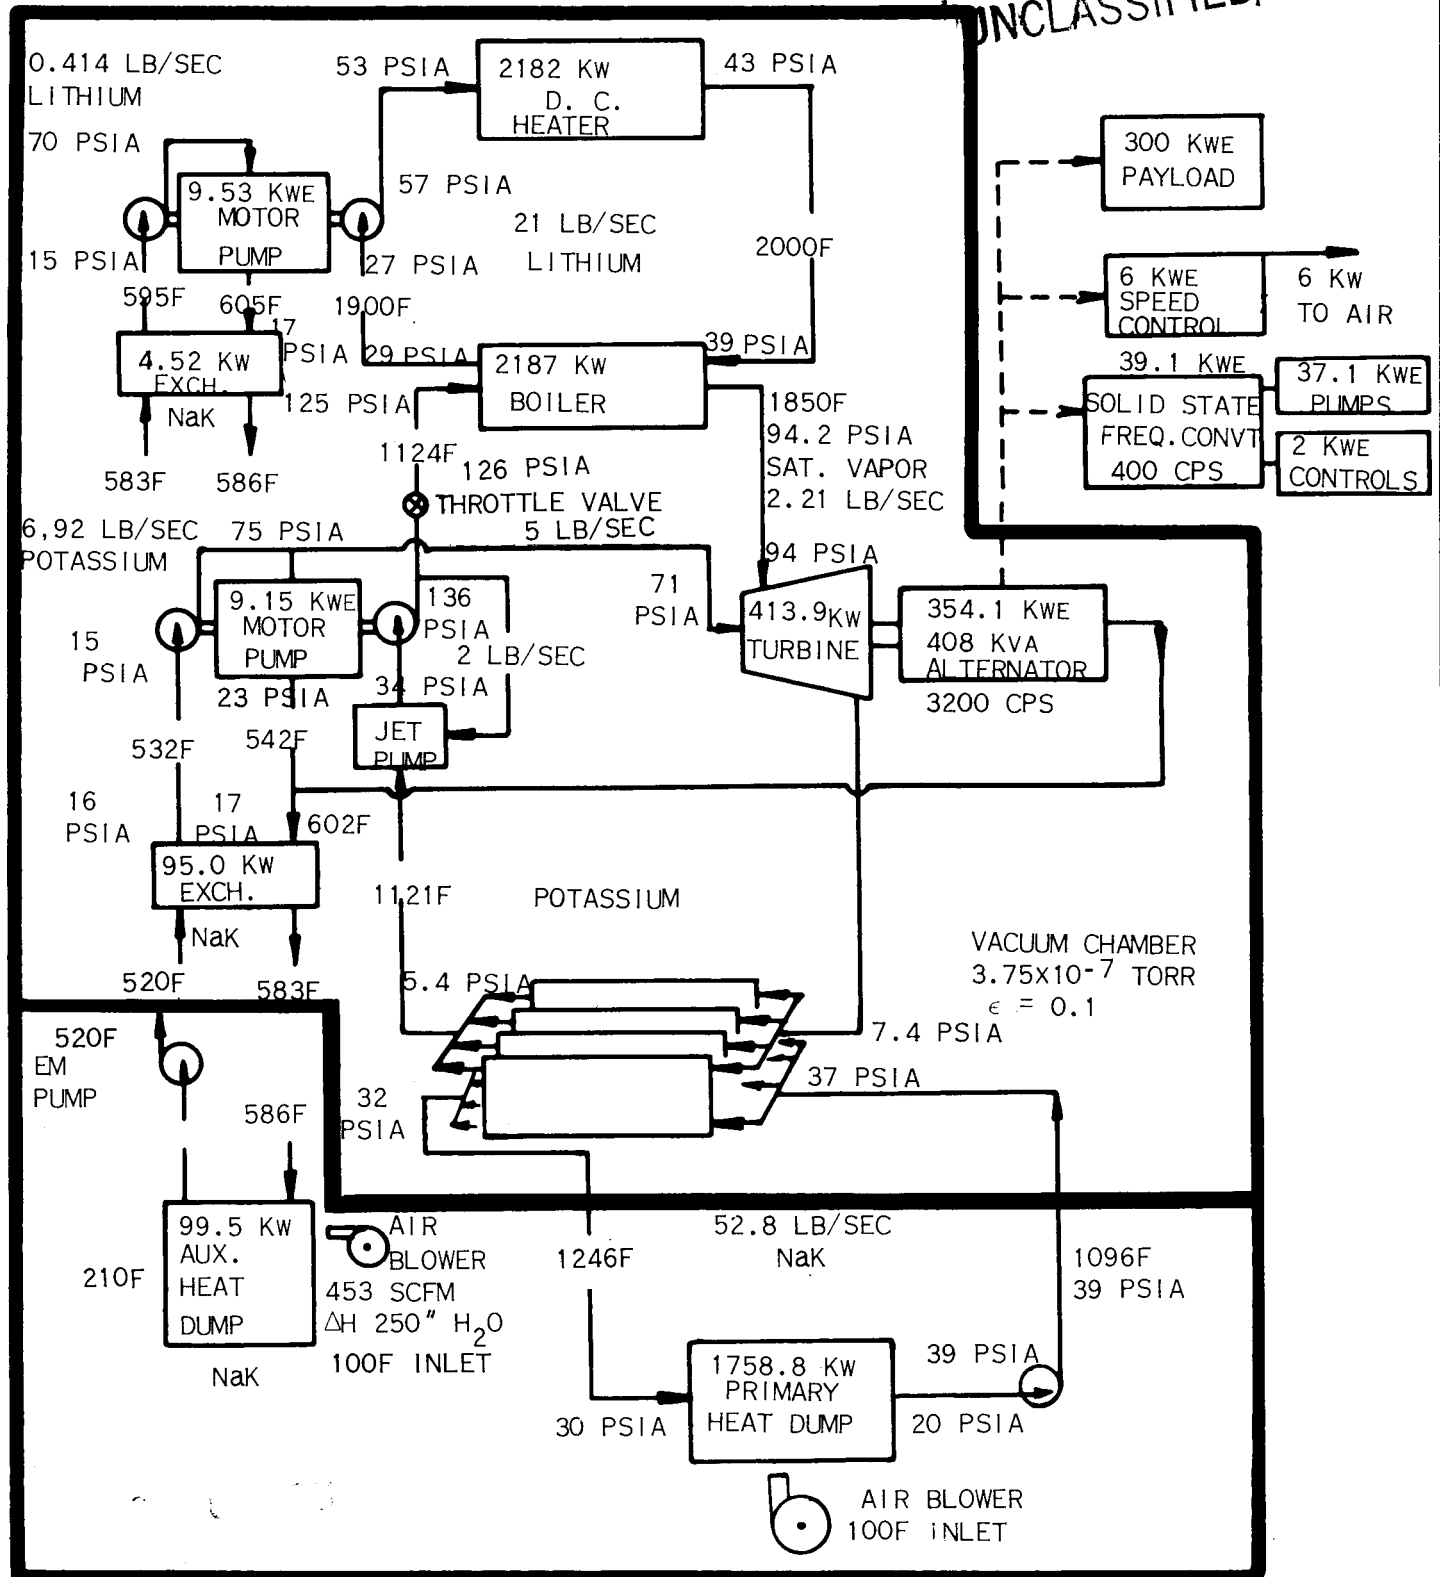 UNCLASSIFIED
0.414 LB/SEC
LITHIUM
53 PSIA
2182 KW
D. C.
HEATER
43 PSIA
70 PSIA
9.53 KWE
MOTOR
PUMP
57 PSIA
21 LB/SEC
LITHIUM
2000F
15 PSIA
27 PSIA
595F
605F
1900F
17
PSIA
29 PSIA
39 PSIA
4.52 KW
EXCH.
NaK
2187 KW
BOILER
125 PSIA
583F
586F
1124F
126 PSIA
THROTTLE VALVE
1850F
94.2 PSIA
SAT. VAPOR
2.21 LB/SEC
300 KWE
PAYLOAD
6 KWE
SPEED
CONTROL
6 KW
TO AIR
39.1 KWE
SOLID STATE
FREQ.CONVT
400 CPS
37.1 KWE
PUMPS
2 KWE
CONTROLS
6,92 LB/SEC
POTASSIUM
75 PSIA
5 LB/SEC
94 PSIA
9.15 KWE
MOTOR
PUMP
136
PSIA
2 LB/SEC
71
PSIA
413.9KW
TURBINE
354.1 KWE
408 KVA
ALTERNATOR
3200 CPS
15
PSIA
23 PSIA
34 PSIA
JET
PUMP
532F
542F
16
PSIA
17
PSIA
602F
95.0 KW
EXCH.
NaK
1121F
POTASSIUM
VACUUM CHAMBER
3.75x10-7 TORR
ϵ = 0.1
520F
583F
5.4 PSIA
7.4 PSIA
520F
EM
PUMP
37 PSIA
586F
32
PSIA
99.5 KW
AUX.
HEAT
DUMP
210F
NaK
AIR
BLOWER
453 SCFM
ΔH 250" H2O
100F INLET
1246F
52.8 LB/SEC
NaK
1096F
39 PSIA
39 PSIA
1758.8 KW
PRIMARY
HEAT DUMP
30 PSIA
20 PSIA
AIR BLOWER
100F iNLET